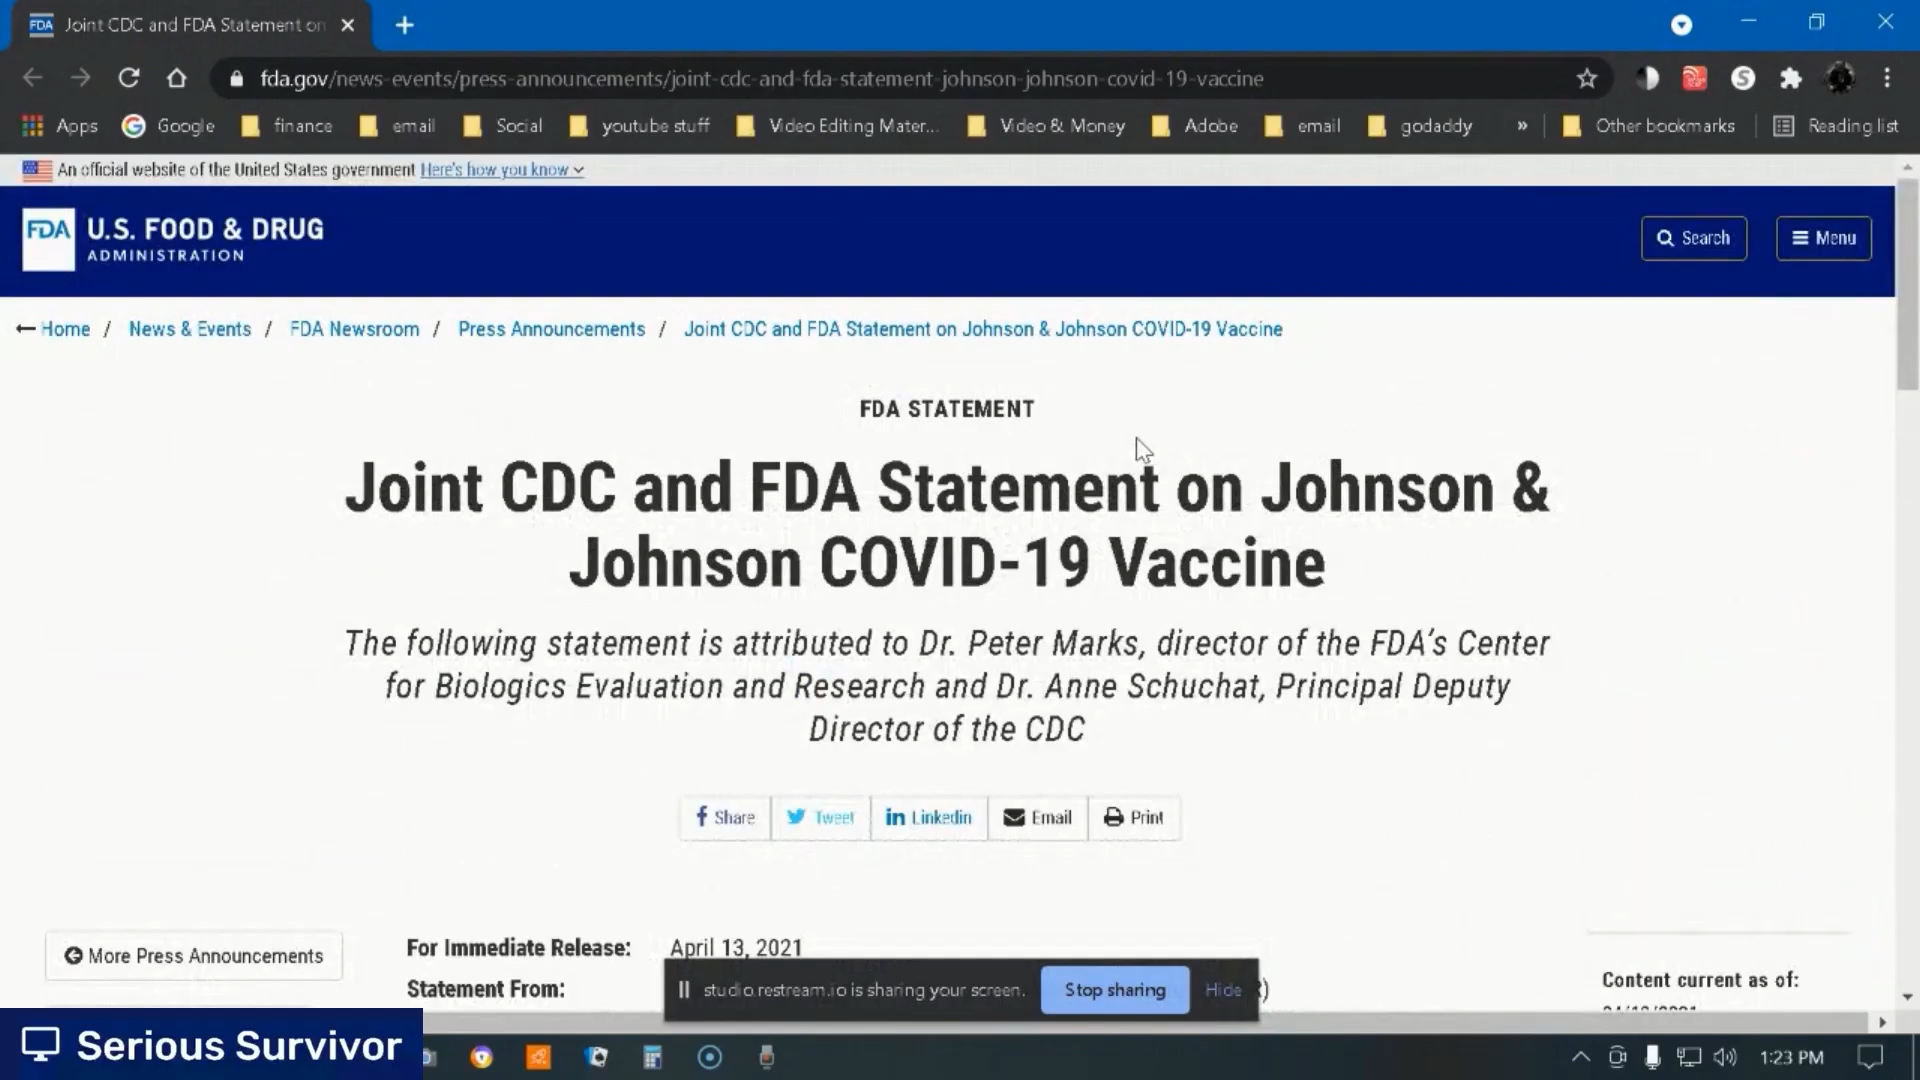 FDA Joint CDC and FDA Statement on
fda.gov/news-events/press-announcements/joint-cdc-and-fda-statement-johnson-johnson-covid-19-vaccine
Apps Google finance email Social youtube stuff Video Editing Mater... Video & Money Adobe email godaddy » Other bookmarks Reading list
An official website of the United States government Here's how you know
FDA U.S. FOOD & DRUG
ADMINISTRATION
Search Menu
Home / News & Events / FDA Newsroom / Press Announcements / Joint CDC and FDA Statement on Johnson & Johnson COVID-19 Vaccine
FDA STATEMENT
Joint CDC and FDA Statement on Johnson &
Johnson COVID-19 Vaccine
The following statement is attributed to Dr. Peter Marks, director of the FDA's Center
for Biologics Evaluation and Research and Dr. Anne Schuchat, Principal Deputy
Director of the CDC
Share Tweet Linkedin Email Print
More Press Announcements
For Immediate Release: April 13, 2021
Statement From:
studio.restream.io is sharing your screen. Stop sharing Hide
Content current as of:
Serious Survivor
1:23 PM